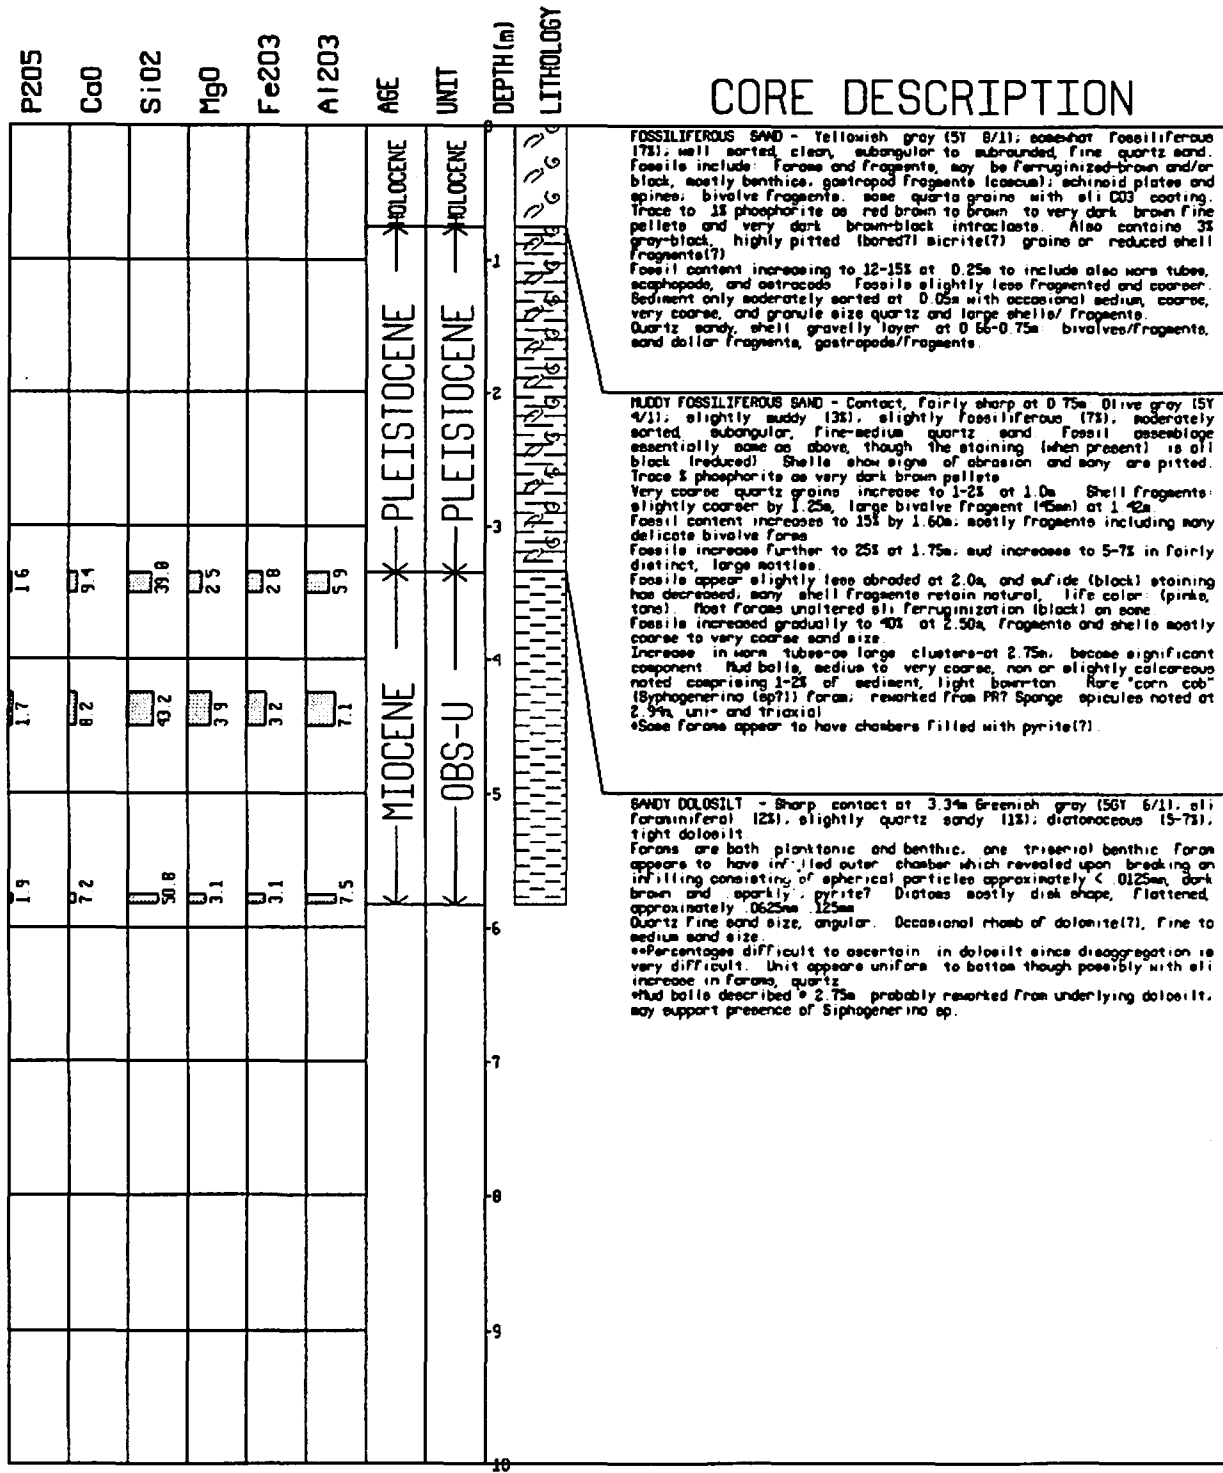 P2O5 CaO SiO2 MgO Fe2O3 Al2O3 AGE UNIT DEPTH(m) LITHOLOGY
CORE DESCRIPTION
0
-1
-2
-3
-4
-5
-6
-7
-8
-9
10
HOLOCENE HOLOCENE
PLEISTOCENE PLEISTOCENE
MIOCENE OBS-U
1.6 9.4 39.8 2.5 2.8 5.9
1.7 8.2 43.2 3.9 3.2 7.1
1.9 7.2 50.8 3.1 3.1 7.5
FOSSILIFEROUS SAND - Yellowish gray (5Y 8/1); somewhat fossiliferous
(7%); well sorted, clean, subangular to subrounded, fine quartz sand.
Fossils include: Forams and fragments, may be ferruginized-brown and/or
black, mostly benthics, gastropod fragments (caecum); echinoid plates and
spines; bivalve fragments. some quartz grains with sli CO3 coating.
Trace to 1% phosphorite as red brown to brown to very dark brown fine
pellets and very dark brown-black intraclasts. Also contains 3%
gray-black, highly pitted (bored?) micrite(?) grains or reduced shell
fragments(?)
Fossil content increasing to 12-15% at 0.25m to include also worm tubes,
scaphopods, and ostracods Fossils slightly less fragmented and coarser.
Sediment only moderately sorted at 0.05m with occasional medium, coarse,
very coarse, and granule size quartz and large shells/ fragments.
Quartz sandy, shell gravelly layer at 0 66-0.75m: bivalves/fragments,
sand dollar fragments, gastropods/fragments.
MUDDY FOSSILIFEROUS SAND - Contact, fairly sharp at 0 75m Olive gray (5Y
4/1); slightly muddy (3%), slightly fossiliferous (7%), moderately
sorted, subangular, fine-medium quartz sand Fossil assemblage
essentially same as above, though the staining (when present) is all
black (reduced) Shells show signs of abrasion and many are pitted.
Trace % phosphorite as very dark brown pellets
Very coarse quartz grains increase to 1-2% at 1.0m Shell fragments
slightly coarser by 1.25m, large bivalve fragment (45mm) at 1 42m
Fossil content increases to 15% by 1.60m; mostly fragments including many
delicate bivalve forms
Fossils increase further to 25% at 1.75m; mud increases to 5-7% in fairly
distinct, large mottles.
Fossils appear slightly less abraded at 2.0m, and sufide (black) staining
has decreased; many shell fragments retain natural, life color (pinks,
tans). Most forams unaltered sli ferruginization (black) on some
Fossils increased gradually to 40% at 2.50m, fragments and shells mostly
coarse to very coarse sand size
Increase in worm tubes-as large clusters-at 2.75m, become significant
component Mud balls, medium to very coarse, non or slightly calcareous
noted comprising 1-2% of sediment, light bown-tan Rare "corn cob"
(Syphogenerina (sp?)) foram; reworked from PR? Sponge spicules noted at
2.94m, uni- and triaxial
*Some forams appear to have chambers filled with pyrite(?)
SANDY DOLOSILT - Sharp contact at 3.34m Greenish gray (5GY 6/1), sli
foraminiferal (2%), slightly quartz sandy (1%); diatomaceous (5-7%),
tight dolosilt
Forams are both planktonic and benthic, one triserial benthic foram
appears to have infilled outer chamber which revealed upon breaking an
infilling consisting of spherical particles approximately < .0125mm, dark
brown and sparkly, pyrite? Diatoms mostly disk shape, flattened,
approximately .0625mm .125mm
Quartz fine sand size, angular. Occasional rhomb of dolomite(?), fine to
medium sand size
**Percentages difficult to ascertain in dolosilt since disaggregation is
very difficult. Unit appears uniform to bottom though possibly with sli
increase in forams, quartz
*Mud balls described @ 2.75m probably reworked from underlying dolosilt;
may support presence of Siphogenerina sp.